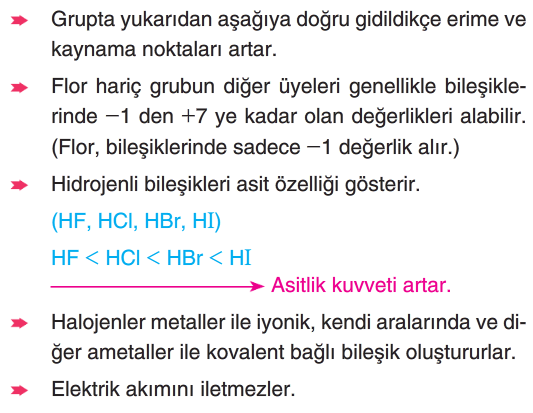 Grupta yukarıdan aşağıya doğru gidildikçe erime ve
kaynama noktaları artar.
Flor hariç grubun diğer üyeleri genellikle bileşikle-
rinde −1 den +7 ye kadar olan değerlikleri alabilir.
(Flor, bileşiklerinde sadece −1 değerlik alır.)
Hidrojenli bileşikleri asit özelliği gösterir.
(HF, HCl, HBr, HI)
HF < HCl < HBr < HI
Asitlik kuvveti artar.
Halojenler metaller ile iyonik, kendi aralarında ve di-
ğer ametaller ile kovalent bağlı bileşik oluştururlar.
Elektrik akımını iletmezler.